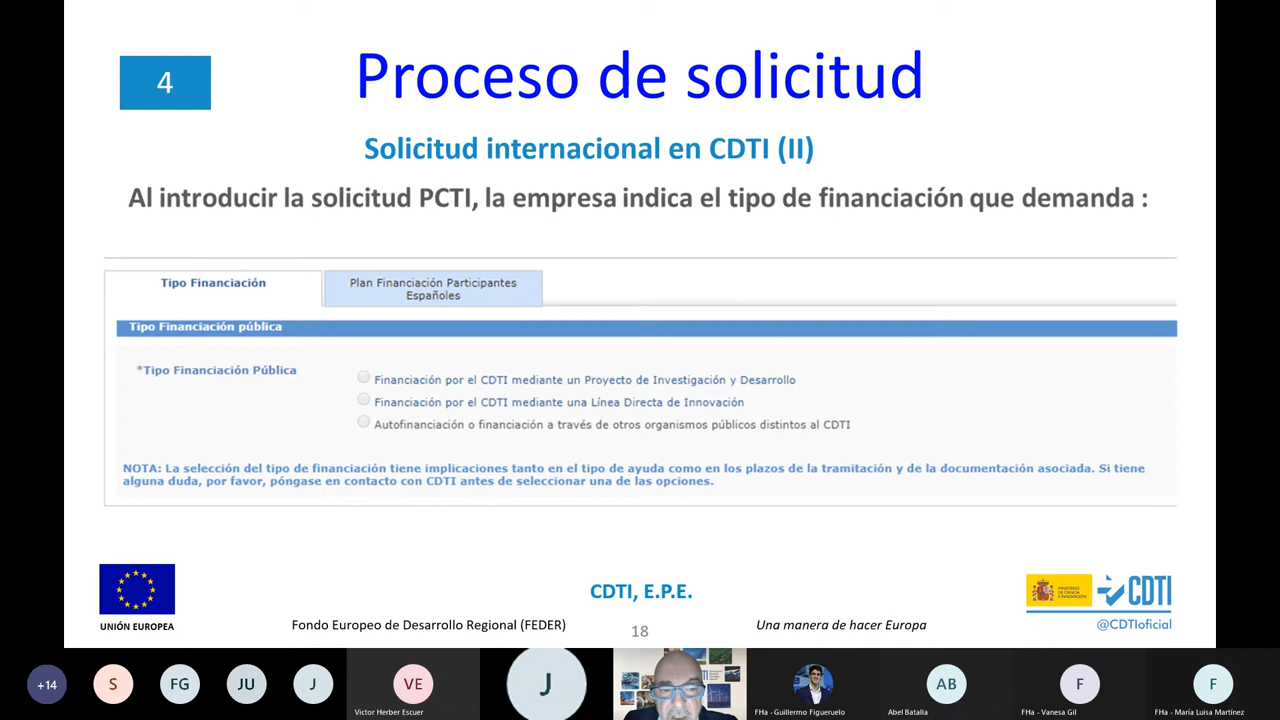 4
Proceso de solicitud
Solicitud internacional en CDTI (II)
Al introducir la solicitud PCTI, la empresa indica el tipo de financiación que demanda :
Tipo Financiación
Plan Financiación Participantes
Españoles
Tipo Financiación pública
*Tipo Financiación Pública
Financiación por el CDTI mediante un Proyecto de Investigación y Desarrollo
Financiación por el CDTI mediante una Línea Directa de Innovación
Autofinanciación o financiación a través de otros organismos públicos distintos al CDTI
NOTA: La selección del tipo de financiación tiene implicaciones tanto en el tipo de ayuda como en los plazos de la tramitación y de la documentación asociada. Si tiene
alguna duda, por favor, póngase en contacto con CDTI antes de seleccionar una de las opciones.
UNIÓN EUROPEA
Fondo Europeo de Desarrollo Regional (FEDER)
CDTI, E.P.E.
18
Una manera de hacer Europa
MINISTERIO
DE CIENCIA
E INNOVACIÓN
CDTI
@CDTIoficial
+14
S
FG
JU
J
VE
Victor Herber Escuer
J
FHa - Guillermo Figueruelo
AB
Abel Batalla
F
FHa - Vanesa Gil
F
FHa - María Luisa Martínez